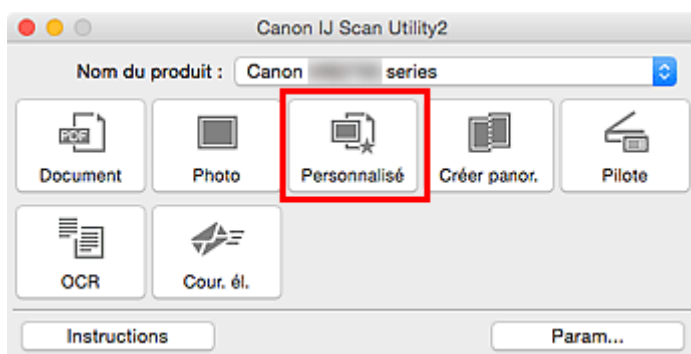 Canon IJ Scan Utility2
Nom du produit : Canon series
PDF
Document Photo Personnalisé Créer panor. Pilote
OCR Cour. él.
Instructions Param...